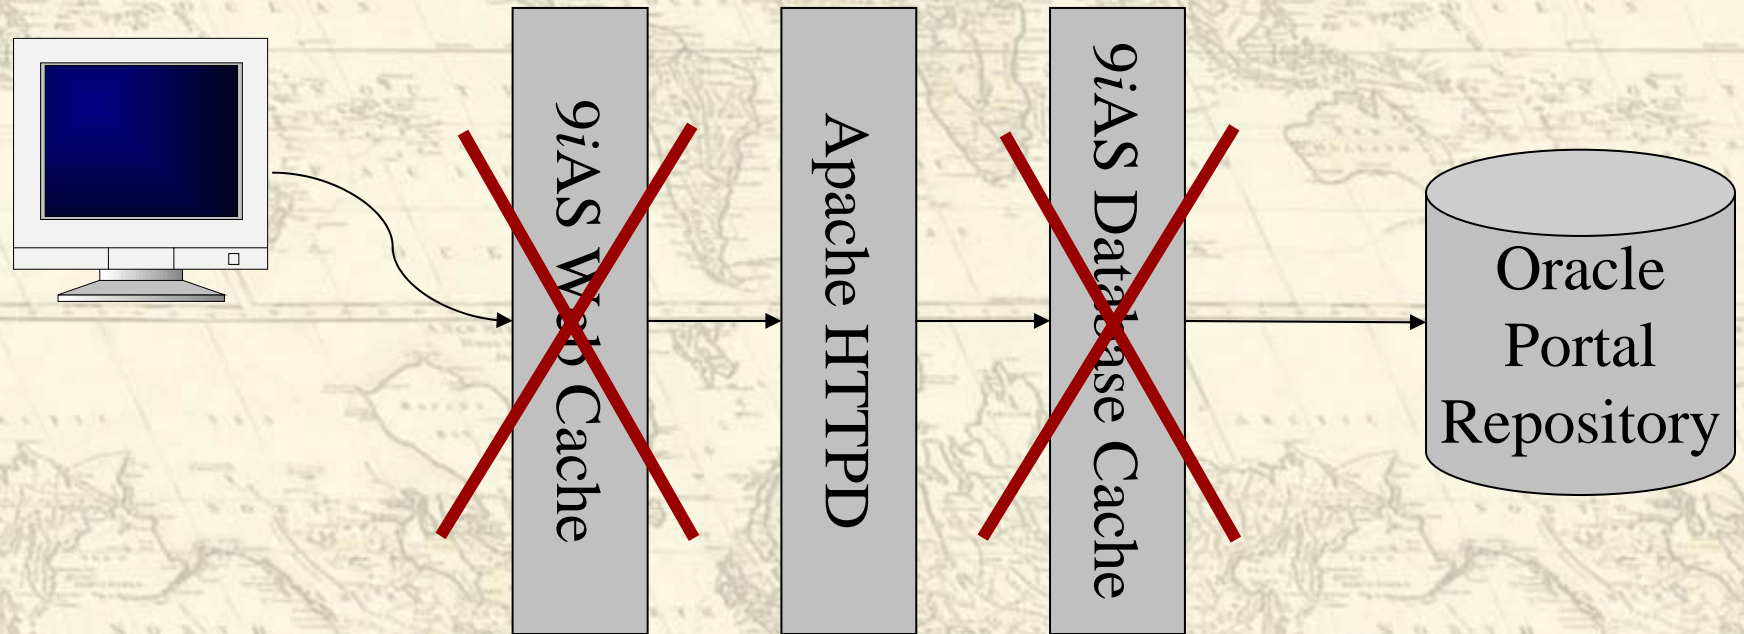 9iAS Web Cache
Apache HTTPD
9iAS Database Cache
Oracle
Portal
Repository